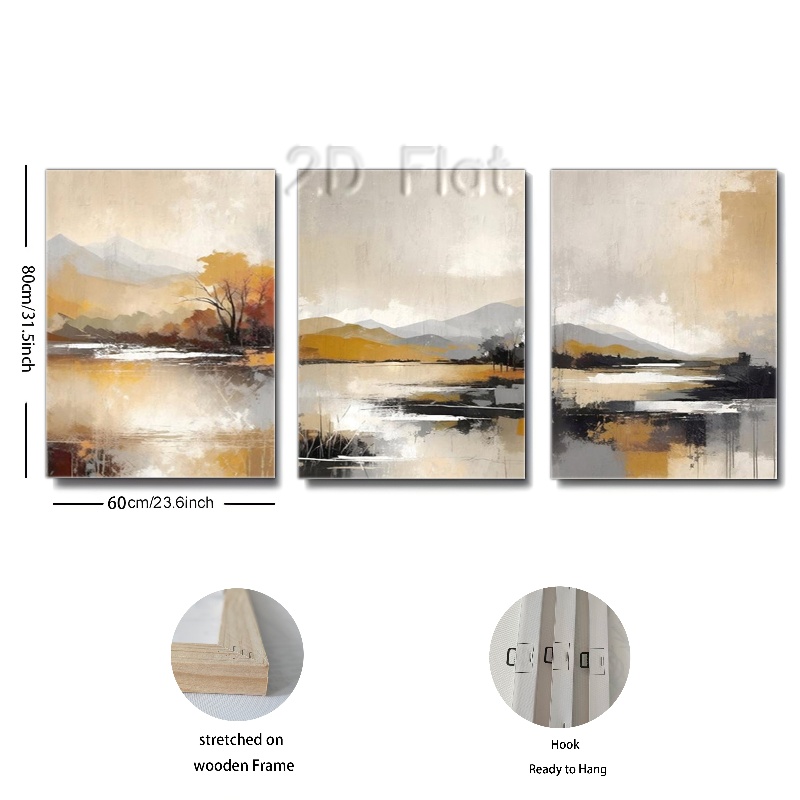 2D Flat
80cm/31.5inch
60cm/23.6inch
stretched on
wooden Frame
Hook
Ready to Hang